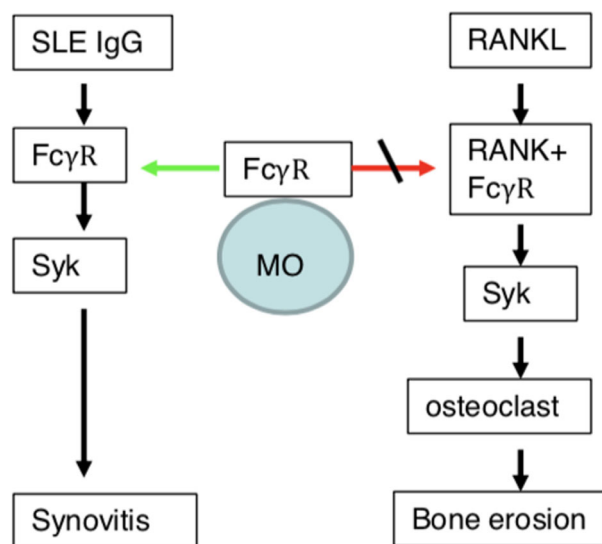 SLE IgG
FcγR
Syk
Synovitis
FcγR
MO
RANKL
RANK+
FcγR
Syk
osteoclast
Bone erosion